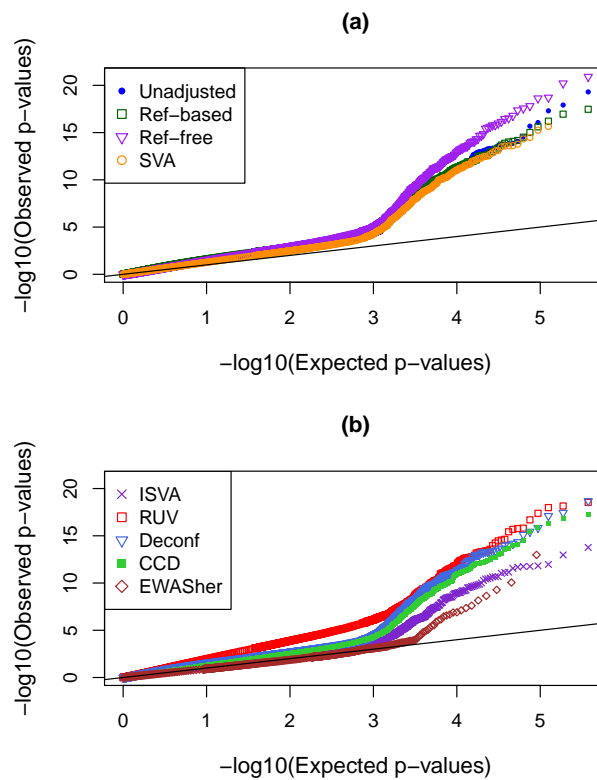 (a)
−log10(Observed p−values)
20
15
10
5
0
Unadjusted
Ref−based
Ref−free
SVA
0 1 2 3 4 5
−log10(Expected p−values)
(b)
−log10(Observed p−values)
20
15
10
5
0
ISVA
RUV
Deconf
CCD
EWASher
0 1 2 3 4 5
−log10(Expected p−values)